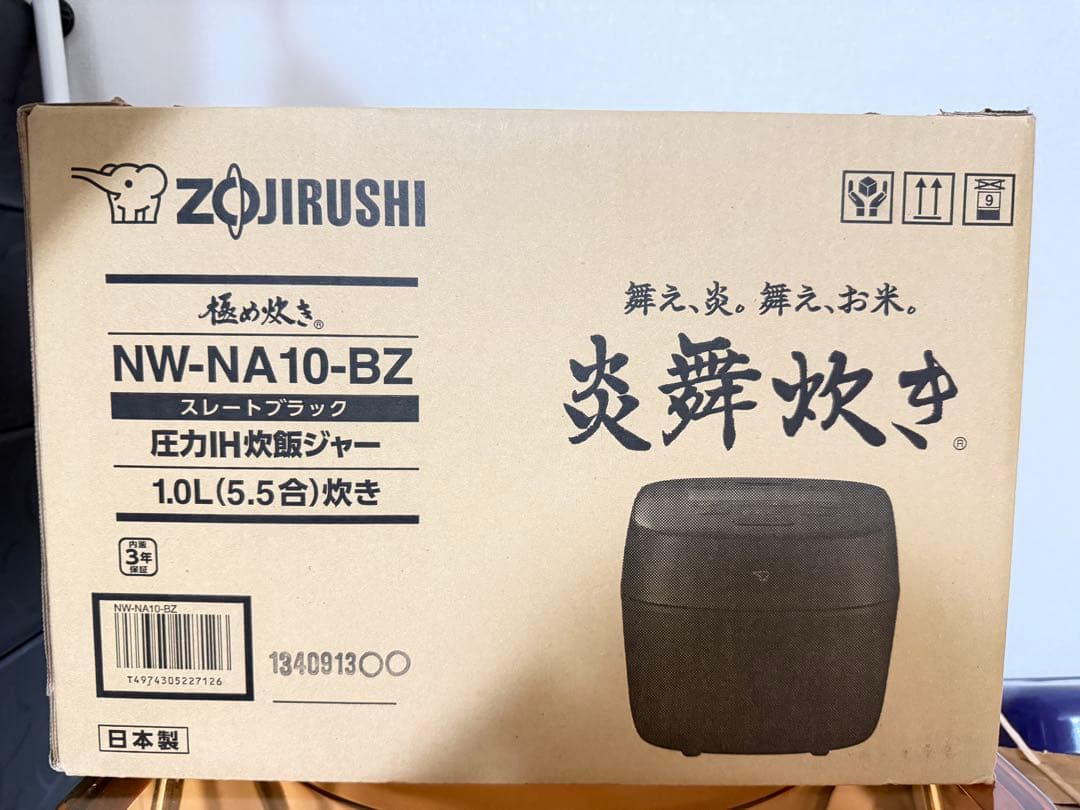 ZOJIRUSHI
9
極め炊き®
NW-NA10-BZ
スレートブラック
圧力IH炊飯ジャー
1.0L(5.5合)炊き
内釜
3年
保証
舞え、炎。舞え、お米。
炎舞炊き®
NW-NA10-BZ
T4974305227126
134091300
日本製